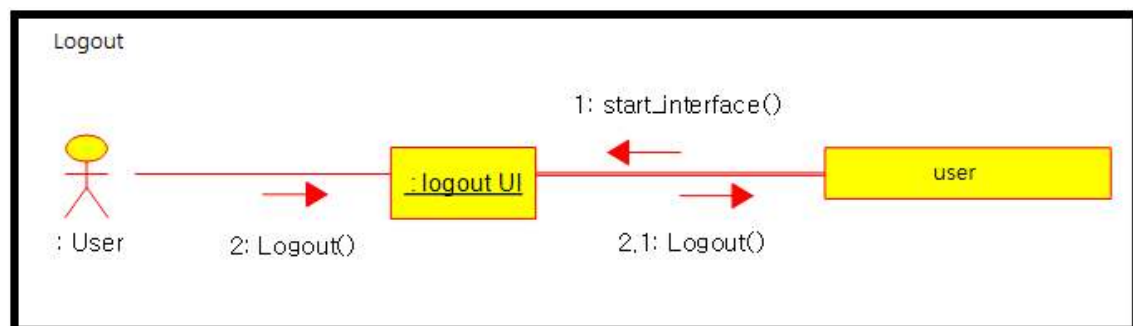 Logout
1: start_interface()
: logout UI
user
: User
2: Logout()
2.1: Logout()